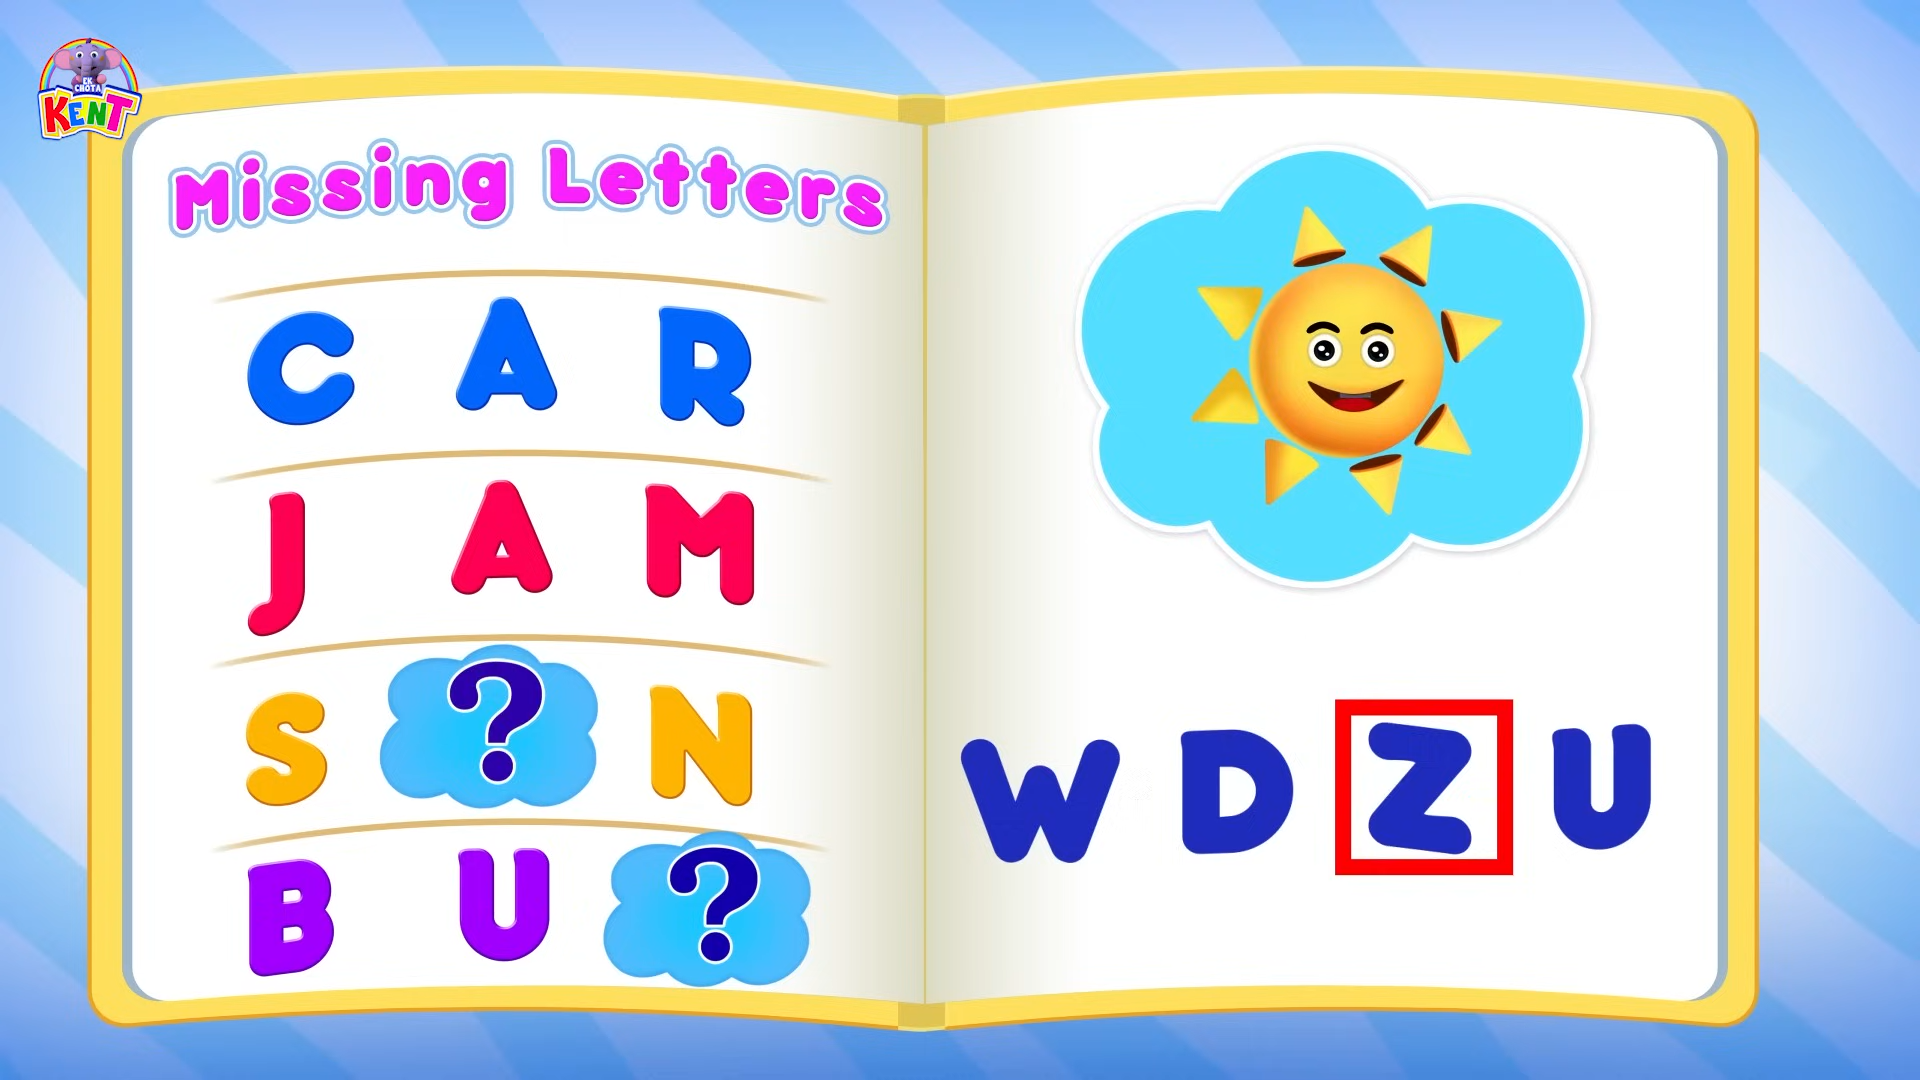 EK
CHOTA
KENT
Missing Letters
C A R
J A M
S ? N
B U ?
W D Z U